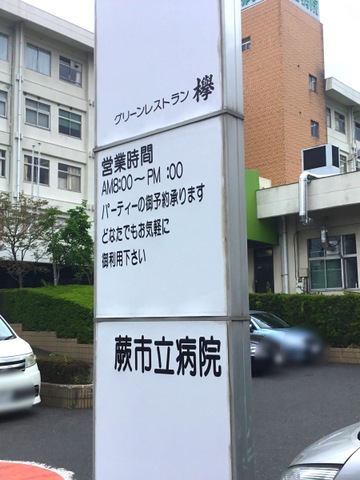 グリーンレストラン 欅
営業時間
AM8:00～PM :00
パーティーの御予約承ります
どなたでもお気軽に
御利用下さい
蕨市立病院